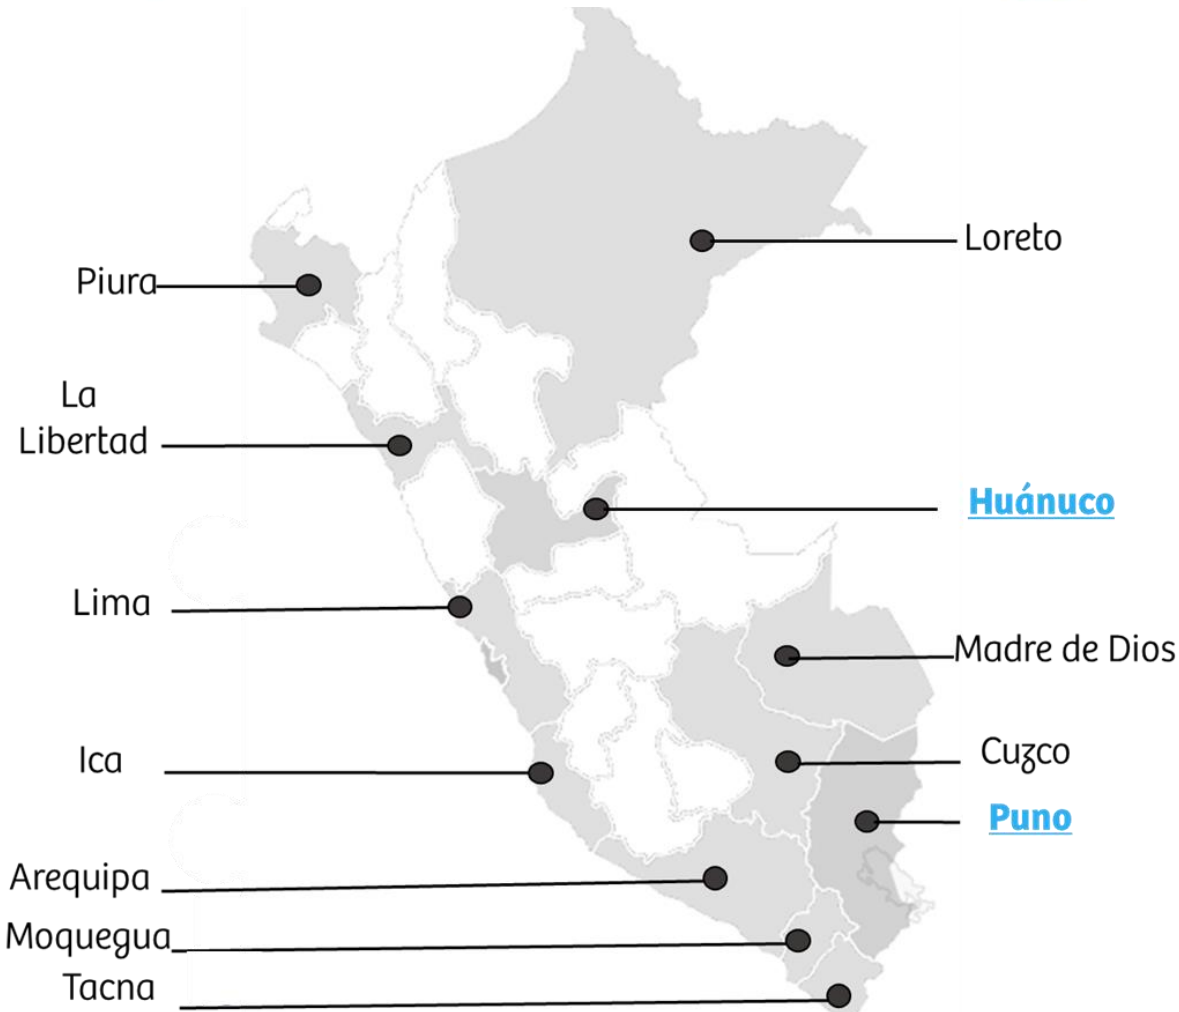 Loreto
Piura
La
Libertad
Huánuco
Lima
Madre de Dios
Cuzco
Ica
Puno
Arequipa
Moquegua
Tacna